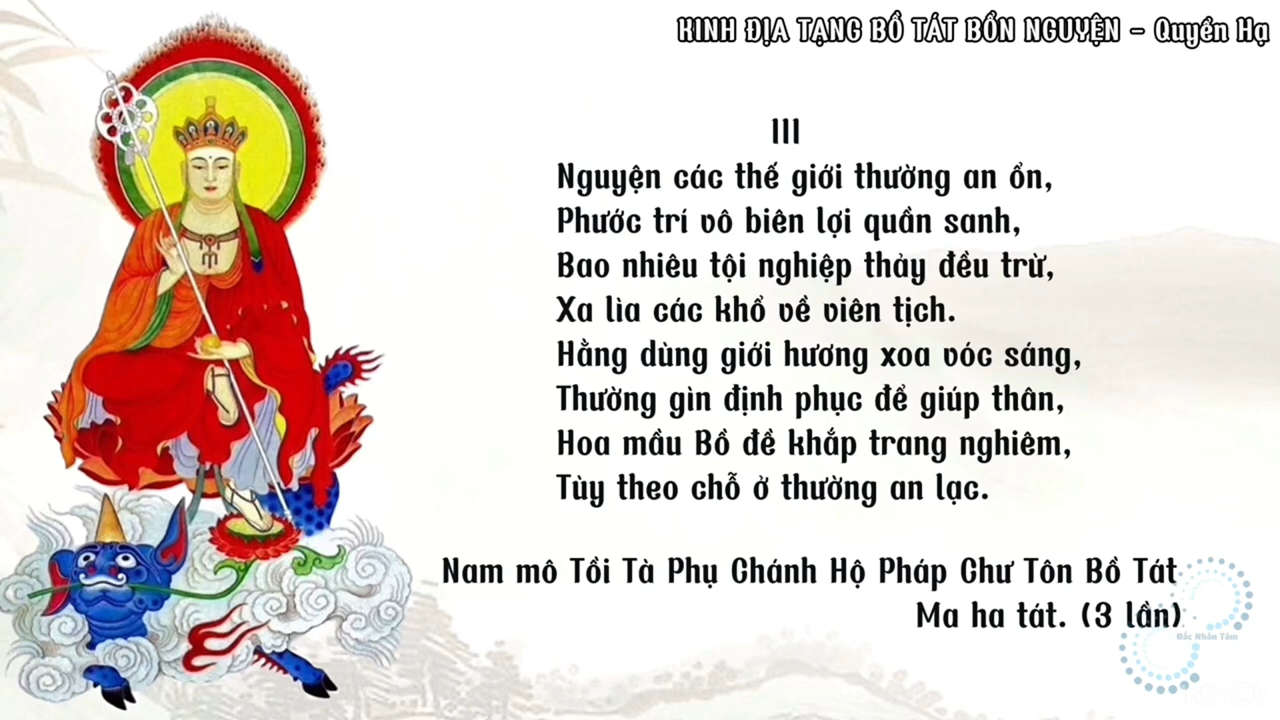 KINH ĐỊA TẠNG BỒ TÁT BỔN NGUYỆN - Quyển Hạ
III
Nguyện các thế giới thường an ổn,
Phước trí vô biên lợi quần sanh,
Bao nhiêu tội nghiệp thảy đều trừ,
Xa lìa các khổ về viên tịch.
Hằng dùng giới hương xoa vóc sáng,
Thường gìn định phục để giúp thân,
Hoa mầu Bồ đề khắp trang nghiêm,
Tùy theo chỗ ở thường an lạc.
Nam mô Tồi Tà Phụ Chánh Hộ Pháp Chư Tôn Bồ Tát
Ma ha tát. (3 lần)
Đắc Nhân Tâm